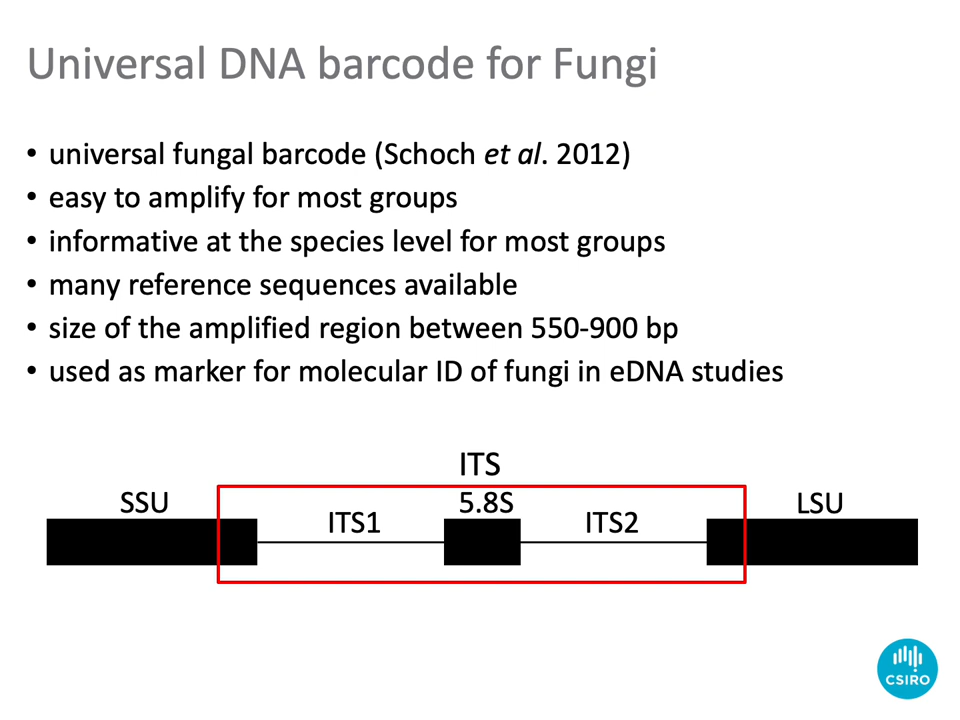 Universal DNA barcode for Fungi
• universal fungal barcode (Schoch et al. 2012)
• easy to amplify for most groups
• informative at the species level for most groups
• many reference sequences available
• size of the amplified region between 550-900 bp
• used as marker for molecular ID of fungi in eDNA studies
ITS
SSU
5.8S
LSU
ITS1
ITS2
CSIRO